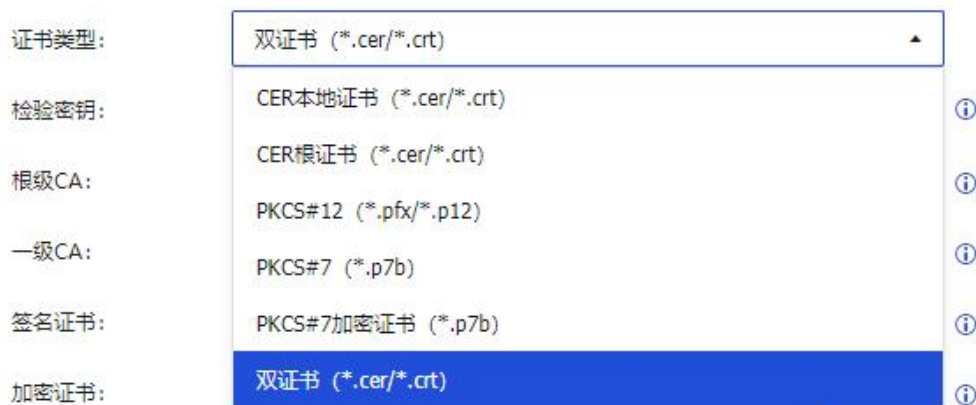 证书类型: 双证书 (*.cer/*.crt)
检验密钥: CER本地证书 (*.cer/*.crt)
CER根证书 (*.cer/*.crt)
根级CA:
PKCS#12 (*.pfx/*.p12)
一级CA:
PKCS#7 (*.p7b)
签名证书: PKCS#7加密证书 (*.p7b)
加密证书: 双证书 (*.cer/*.crt)